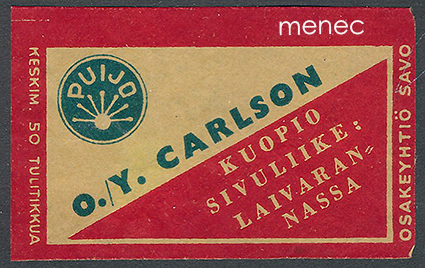 menec
KESKIM. 50 TULITIKKUA
PUIJO
O./Y. CARLSON
KUOPIO
SIVULIIKE:
LAIVARAN=
NASSA
OSAKEYHTIÖ SAVO